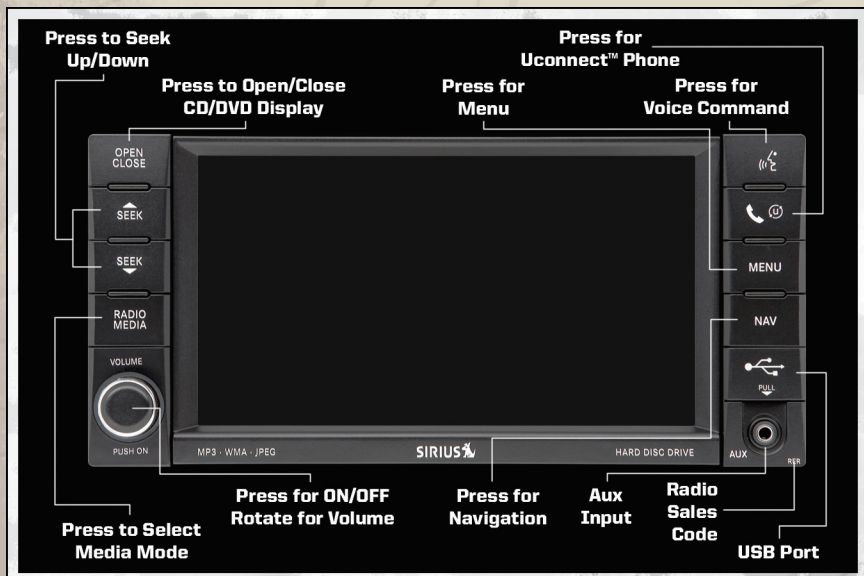 Press to Seek
Up/Down
Press for
Uconnect™ Phone
Press to Open/Close
CD/DVD Display
Press for
Menu
Press for
Voice Command
OPEN
CLOSE
SEEK
SEEK
RADIO
MEDIA
VOLUME
PUSH ON
U
MENU
NAV
PULL
AUX
RER
MP3 · WMA · JPEG
SIRIUS
HARD DISC DRIVE
Press for ON/OFF
Rotate for Volume
Press for
Navigation
Aux
Input
Radio
Sales
Code
Press to Select
Media Mode
USB Port